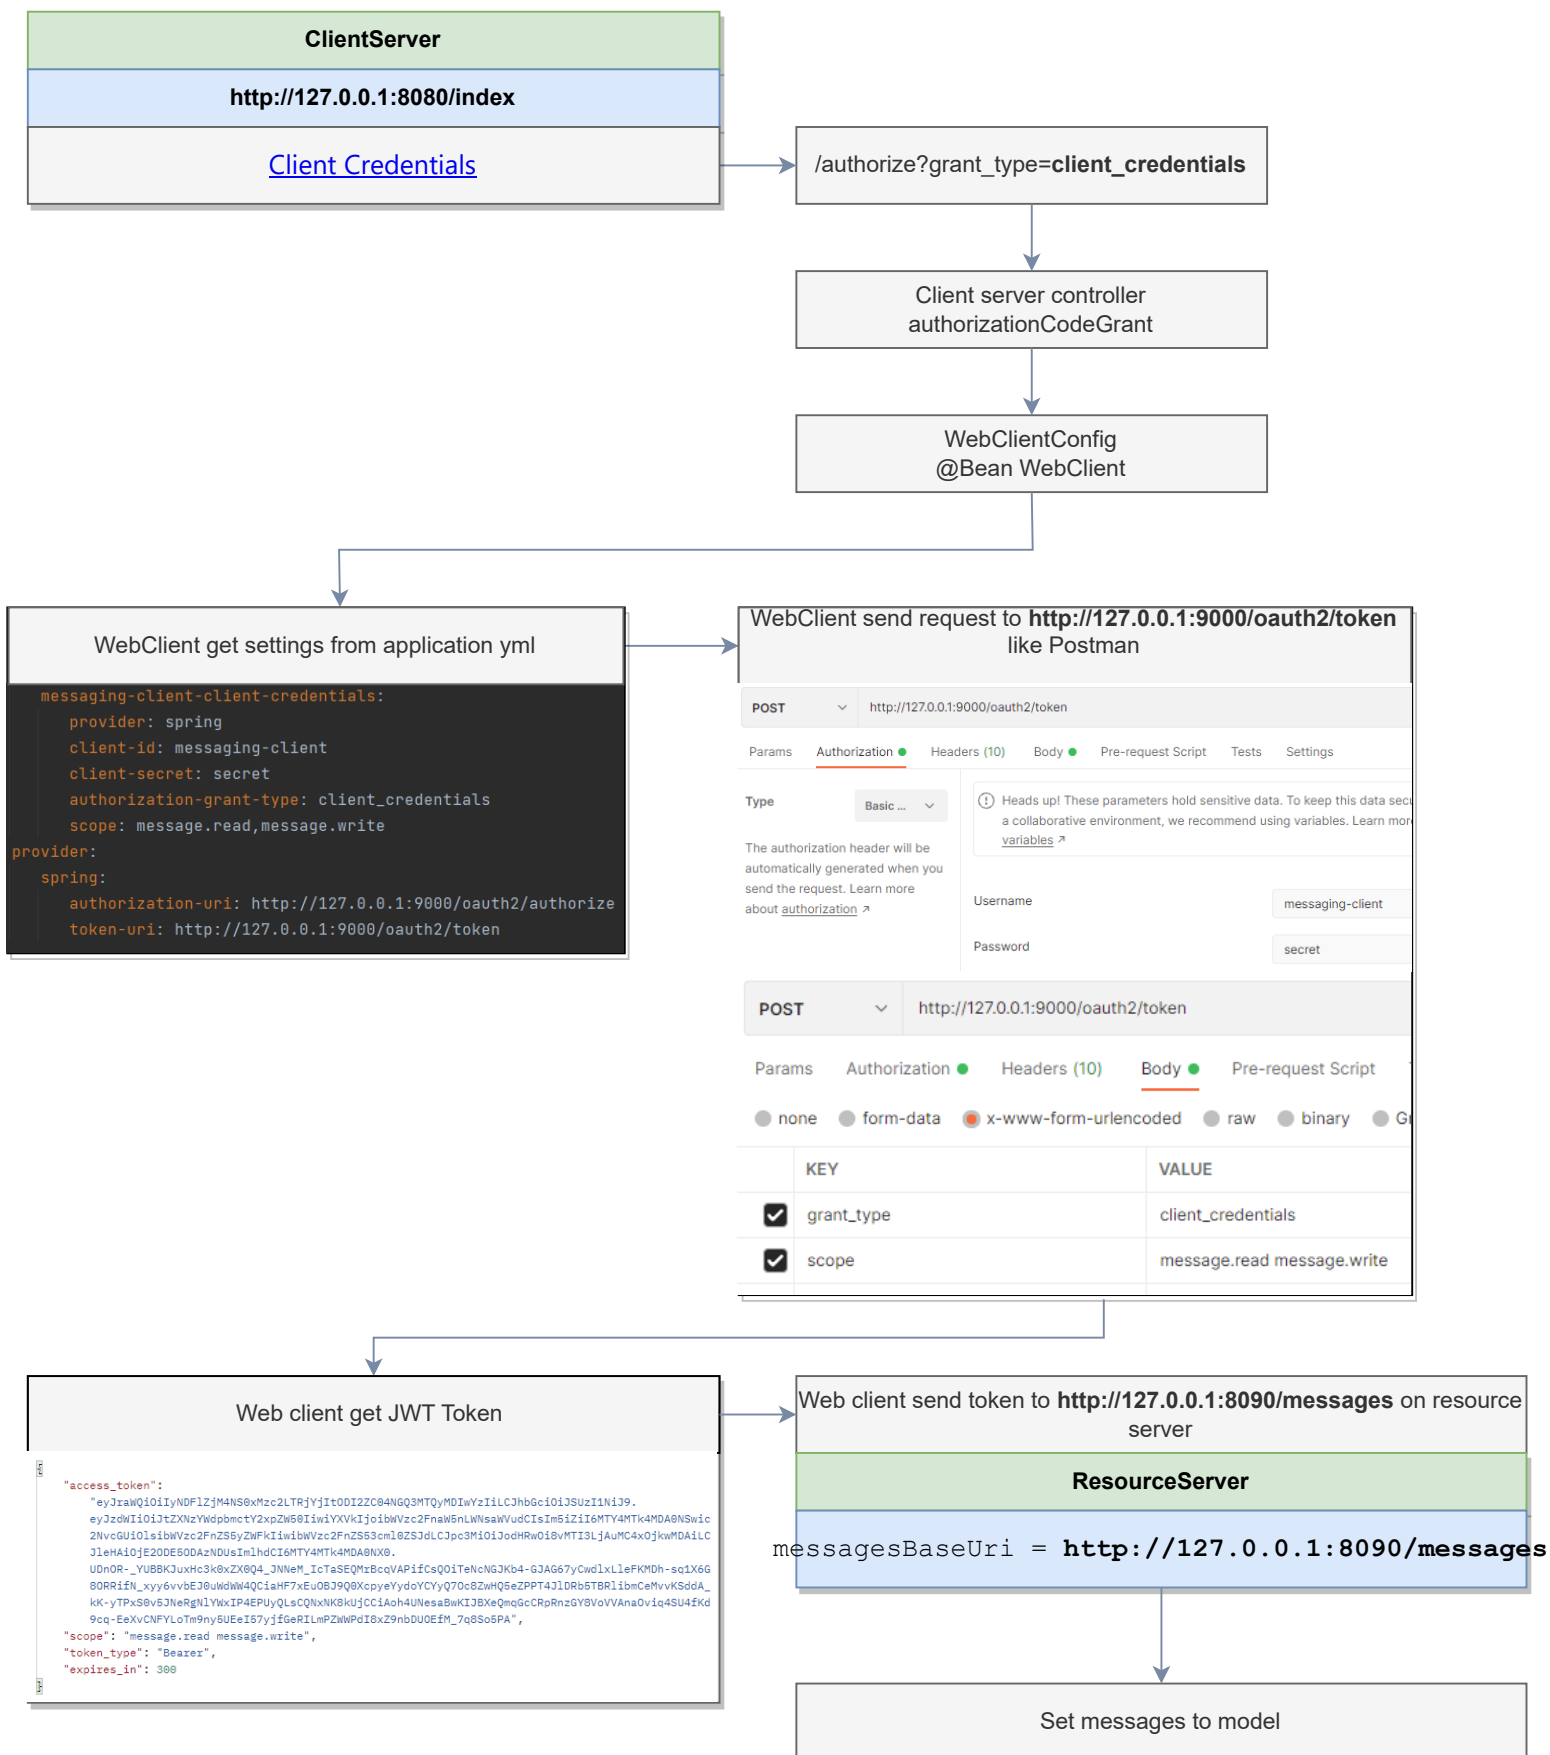 ClientServer
http://127.0.0.1:8080/index
Client Credentials
/authorize?grant_type=client_credentials
Client server controller
authorizationCodeGrant
WebClientConfig
@Bean WebClient
WebClient get settings from application yml
messaging-client-client-credentials:
provider: spring
client-id: messaging-client
client-secret: secret
authorization-grant-type: client_credentials
scope: message.read,message.write
provider:
spring:
authorization-uri: http://127.0.0.1:9000/oauth2/authorize
token-uri: http://127.0.0.1:9000/oauth2/token
WebClient send request to http://127.0.0.1:9000/oauth2/token
like Postman
POST http://127.0.0.1:9000/oauth2/token
Params Authorization Headers (10) Body Pre-request Script Tests Settings
Type Basic ...
The authorization header will be
automatically generated when you
send the request. Learn more
about authorization ↗
Heads up! These parameters hold sensitive data. To keep this data secu
a collaborative environment, we recommend using variables. Learn mor
variables ↗
Username messaging-client
Password secret
POST http://127.0.0.1:9000/oauth2/token
Params Authorization Headers (10) Body Pre-request Script
none form-data x-www-form-urlencoded raw binary
KEY VALUE
grant_type client_credentials
scope message.read message.write
Web client get JWT Token
{
"access_token":
"scope": "message.read message.write",
"token_type": "Bearer",
"expires_in": 300
}
Web client send token to http://127.0.0.1:8090/messages on resource
server
ResourceServer
messagesBaseUri = http://127.0.0.1:8090/messages
Set messages to model